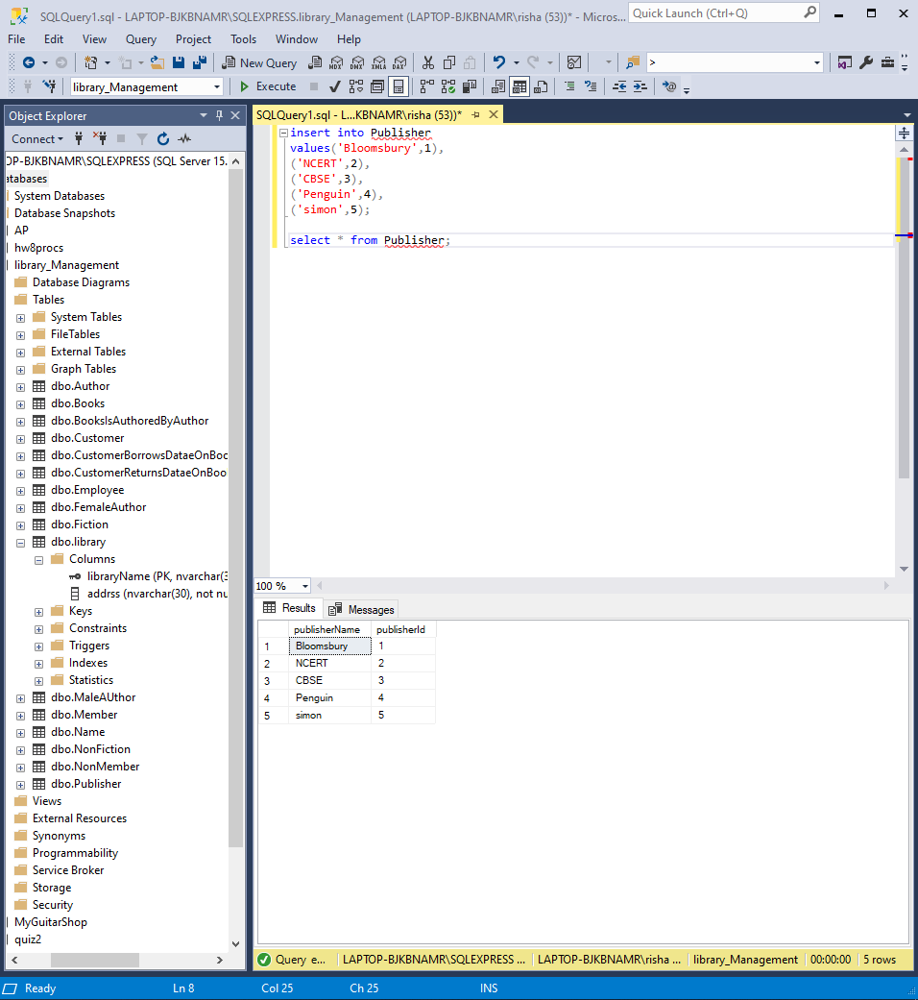 SQLQuery1.sql - LAPTOP-BJKBNAMR\SQLEXPRESS.library_Management (LAPTOP-BJKBNAMR\risha (53))* - Micros...
Quick Launch (Ctrl+Q)
File Edit View Query Project Tools Window Help
New Query MDX DMX XMLA DAX >
library_Management Execute
Object Explorer
Connect
OP-BJKBNAMR\SQLEXPRESS (SQL Server 15.
atabases
System Databases
Database Snapshots
AP
hw8procs
library_Management
Database Diagrams
Tables
System Tables
FileTables
External Tables
Graph Tables
dbo.Author
dbo.Books
dbo.BooksIsAuthoredByAuthor
dbo.Customer
dbo.CustomerBorrowsDataeOnBoo
dbo.CustomerReturnsDataeOnBoo
dbo.Employee
dbo.FemaleAuthor
dbo.Fiction
dbo.library
Columns
libraryName (PK, nvarchar(3
addrss (nvarchar(30), not nu
Keys
Constraints
Triggers
Indexes
Statistics
dbo.MaleAUthor
dbo.Member
dbo.Name
dbo.NonFiction
dbo.NonMember
dbo.Publisher
Views
External Resources
Synonyms
Programmability
Service Broker
Storage
Security
MyGuitarShop
quiz2
SQLQuery1.sql - L...KBNAMR\risha (53))*
insert into Publisher
values('Bloomsbury',1),
('NCERT',2),
('CBSE',3),
('Penguin',4),
('simon',5);
select * from Publisher;
100 %
Results Messages
publisherName publisherId
1 Bloomsbury 1
2 NCERT 2
3 CBSE 3
4 Penguin 4
5 simon 5
Query e... LAPTOP-BJKBNAMR\SQLEXPRESS ... LAPTOP-BJKBNAMR\risha ... library_Management 00:00:00 5 rows
Ready Ln 8 Col 25 Ch 25 INS